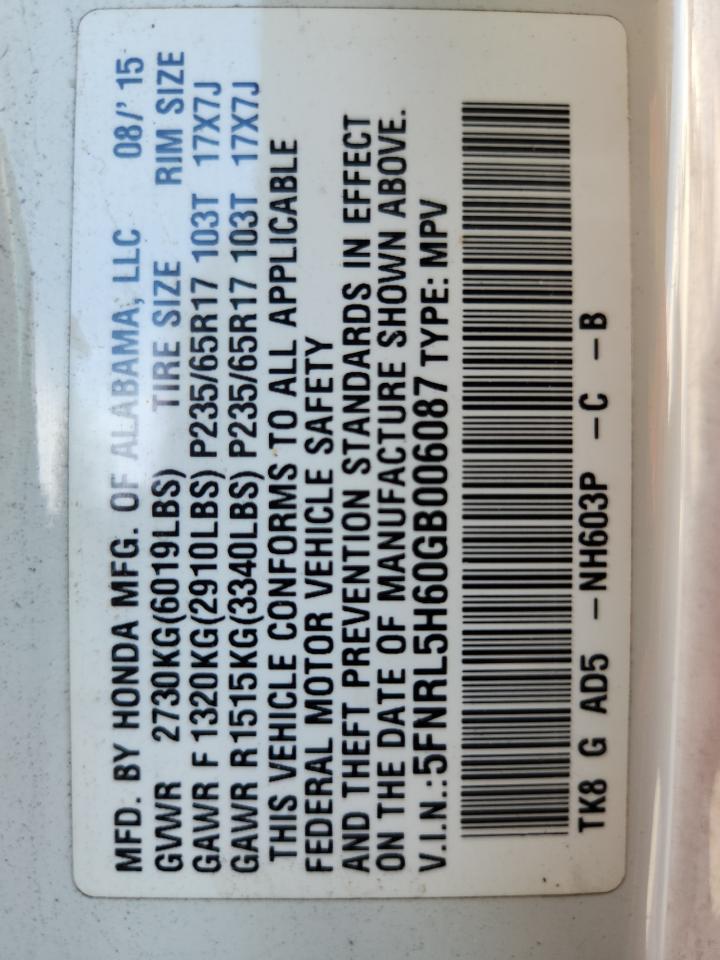 MFD. BY HONDA MFG. OF ALABAMA, LLC 08/' 15
GVWR 2730KG(6019LBS) TIRE SIZE RIM SIZE
GAWR F 1320KG(2910LBS) P235/65R17 103T 17X7J
GAWR R1515KG(3340LBS) P235/65R17 103T 17X7J
THIS VEHICLE CONFORMS TO ALL APPLICABLE
FEDERAL MOTOR VEHICLE SAFETY
AND THEFT PREVENTION STANDARDS IN EFFECT
ON THE DATE OF MANUFACTURE SHOWN ABOVE.
V.I.N.:5FNRL5H60GB006087 TYPE: MPV
TK8 G AD5 -NH603P -C -B